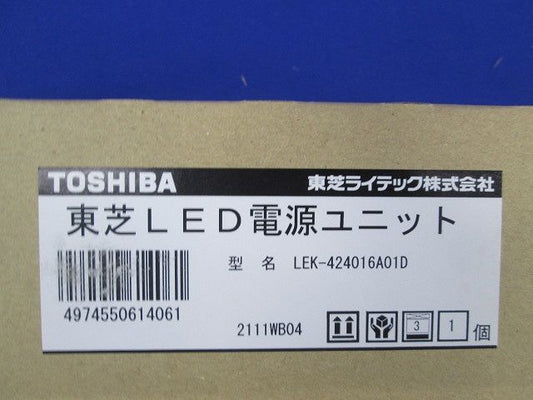 TOSHIBA 東芝ライテック株式会社
東芝LED電源ユニット
型 名 LEK-424016A01D
4974550614061
2111WB04 3 1 個